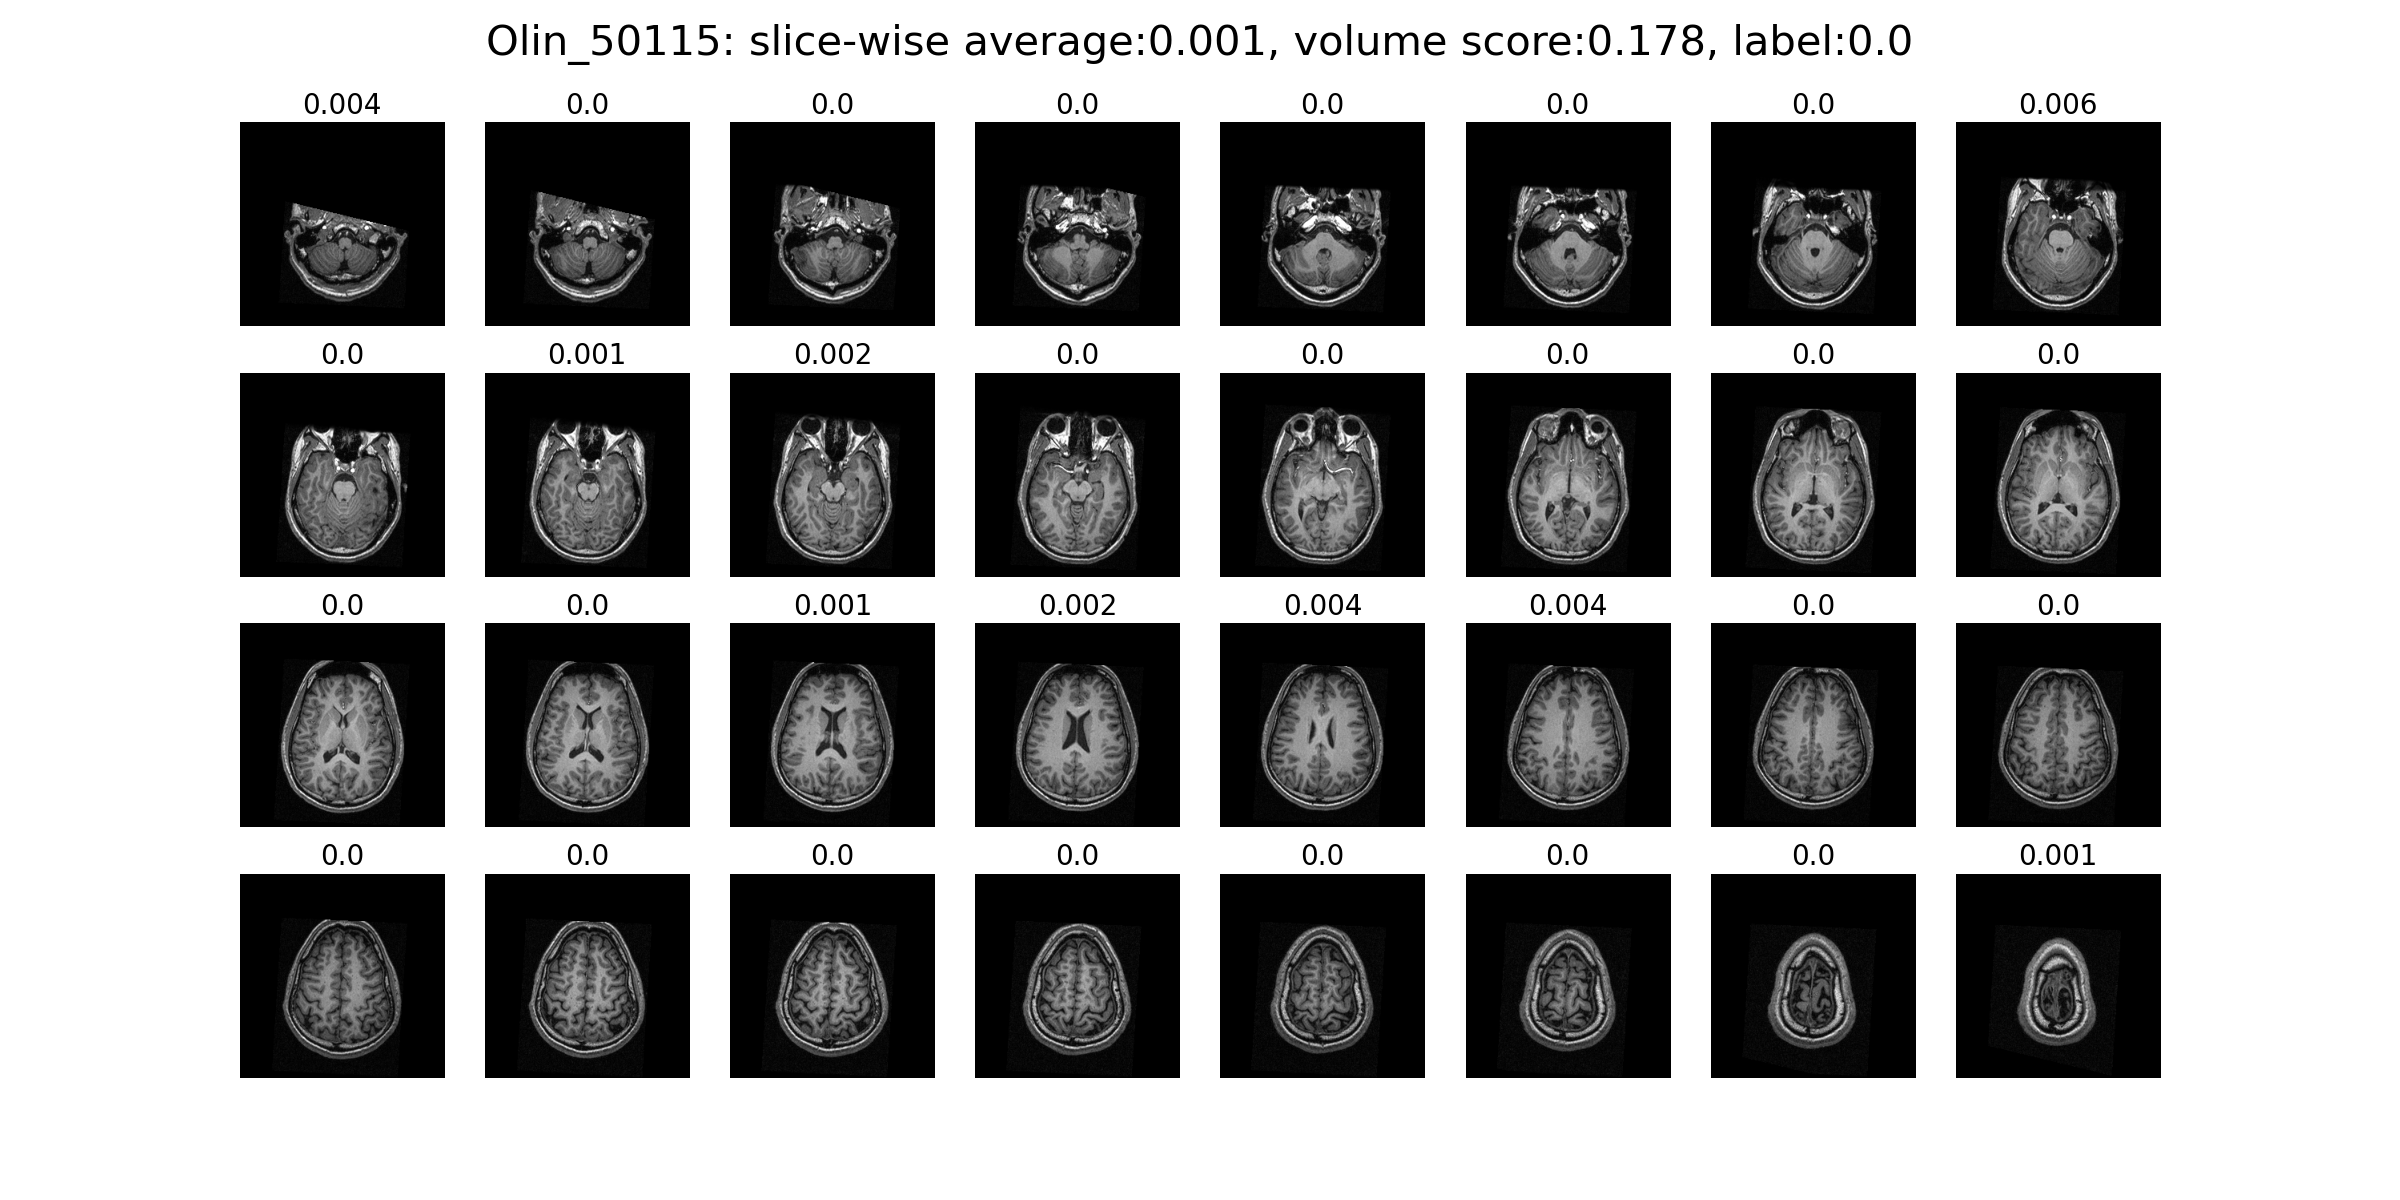 Olin_50115: slice-wise average:0.001, volume score:0.178, label:0.0
0.004 0.0 0.0 0.0 0.0 0.0 0.0 0.006
0.0 0.001 0.002 0.0 0.0 0.0 0.0 0.0
0.0 0.0 0.001 0.002 0.004 0.004 0.0 0.0
0.0 0.0 0.0 0.0 0.0 0.0 0.0 0.001